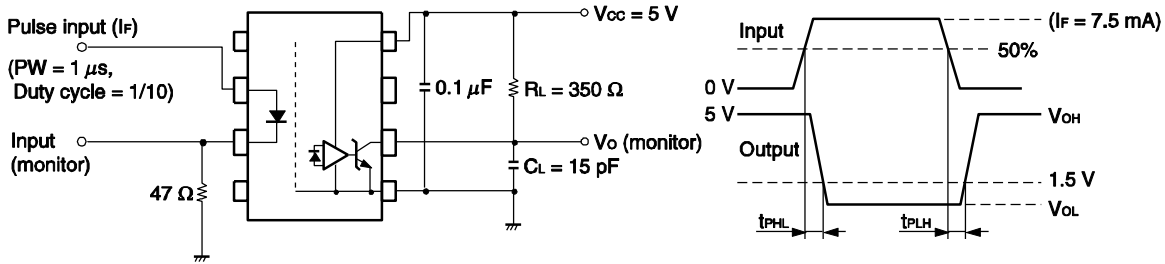 Pulse input (IF)
(PW = 1 μs,
Duty cycle = 1/10)
Input
(monitor)
47 Ω
VCC = 5 V
0.1 μF
RL = 350 Ω
VO (monitor)
CL = 15 pF
Input
(IF = 7.5 mA)
50%
0 V
5 V
VOH
Output
1.5 V
VOL
tPHL
tPLH